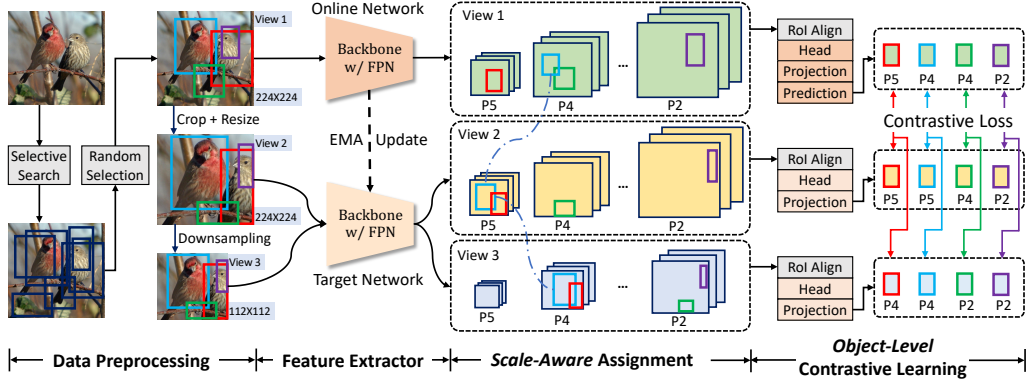 Online Network
View 1
224X224
Backbone
w/ FPN
View 1
P5
P4
...
P2
RoI Align
Head
Projection
Prediction
P5
P4
P4
P2
Crop + Resize
EMA
Update
Contrastive Loss
Selective
Search
Random
Selection
View 2
224X224
Backbone
w/ FPN
View 2
P5
P4
...
P2
RoI Align
Head
Projection
P5
P5
P4
P2
Downsampling
View 3
112X112
Target Network
View 3
P5
P4
...
P2
RoI Align
Head
Projection
P4
P4
P2
P2
Data Preprocessing
Feature Extractor
Scale-Aware Assignment
Object-Level
Contrastive Learning